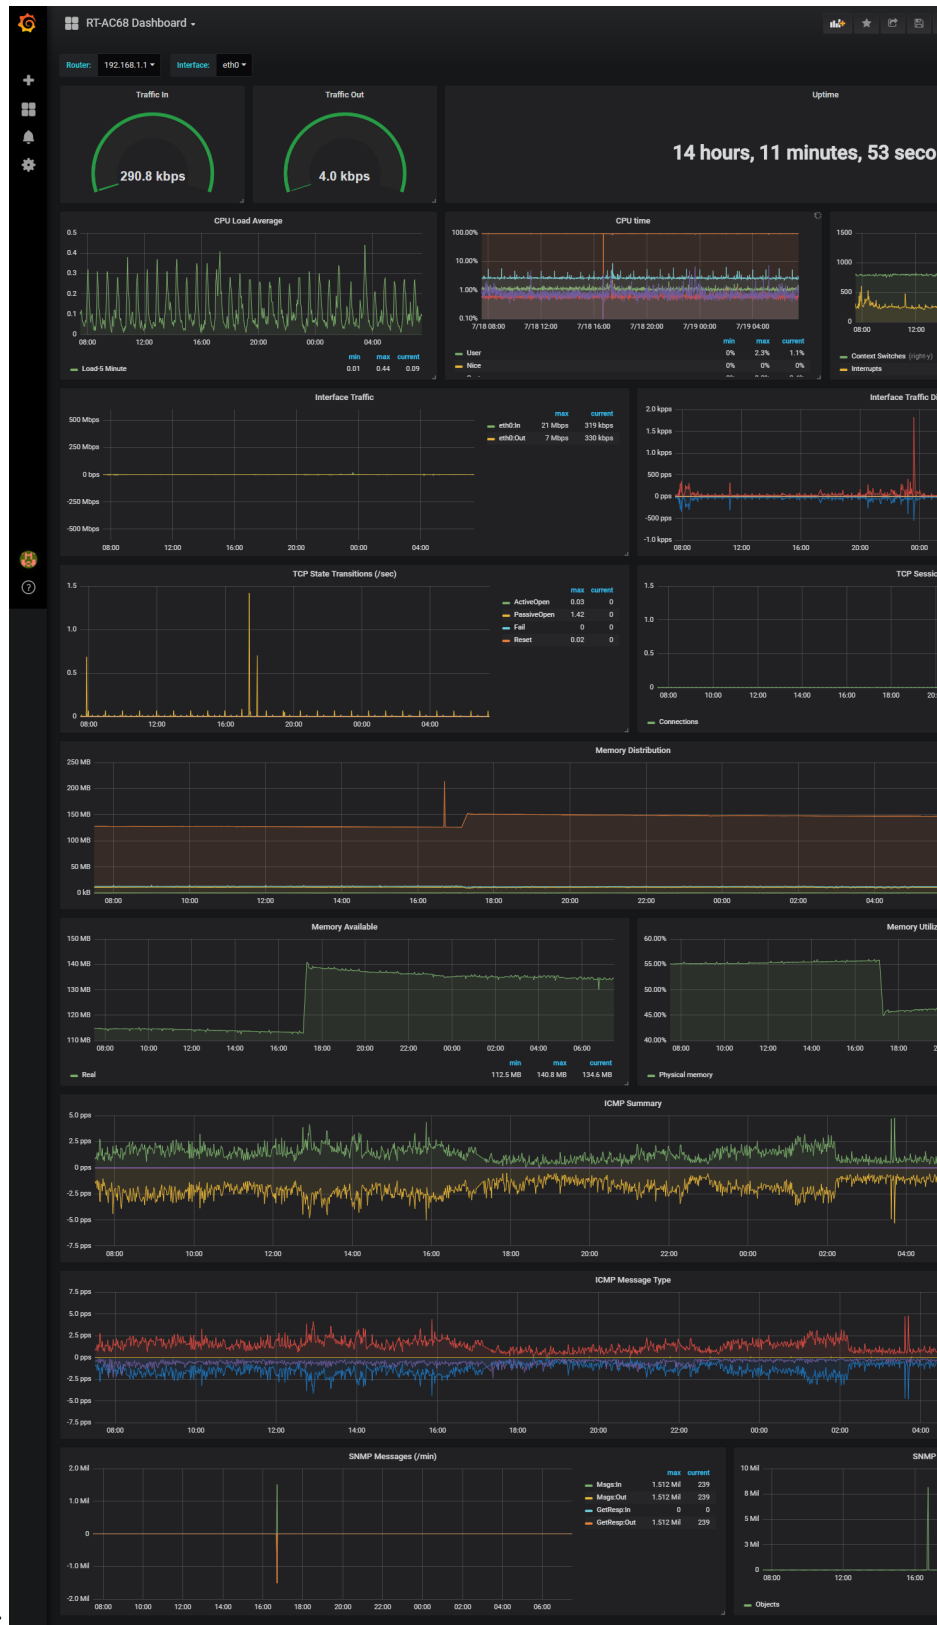 RT-AC68 Dashboard
Router: 192.168.1.1 Interface: eth0
Traffic In
290.8 kbps
Traffic Out
4.0 kbps
Uptime
14 hours, 11 minutes, 53 seco
CPU Load Average
0.5
0.4
0.3
0.2
0.1
0
08:00 12:00 16:00 20:00 00:00 04:00
min max current
Load-5 Minute 0.01 0.44 0.09
CPU time
100.00%
10.00%
1.00%
0.10%
7/18 08:00 7/18 12:00 7/18 16:00 7/18 20:00 7/19 00:00 7/19 04:00
min max current
User 0% 2.3% 1.1%
Nice 0% 0% 0%
1500
1000
500
0
08:00 12:00
Context Switches (right-y)
Interrupts
Interface Traffic
500 Mbps
250 Mbps
0 bps
-250 Mbps
-500 Mbps
08:00 12:00 16:00 20:00 00:00 04:00
max current
eth0:In 21 Mbps 319 kbps
eth0:Out 7 Mbps 330 kbps
Interface Traffic Di
2.0 kpps
1.5 kpps
1.0 kpps
500 pps
0 pps
-500 pps
-1.0 kpps
08:00 12:00 16:00 20:00 00:00
TCP State Transitions (/sec)
1.5
1.0
0.5
0
08:00 12:00 16:00 20:00 00:00 04:00
max current
ActiveOpen 0.03 0
PassiveOpen 1.42 0
Fail 0 0
Reset 0.02 0
TCP Sessio
1.5
1.0
0.5
0
08:00 10:00 12:00 14:00 16:00 18:00 20:
Connections
Memory Distribution
250 MB
200 MB
150 MB
100 MB
50 MB
0 kB
08:00 10:00 12:00 14:00 16:00 18:00 20:00 22:00 00:00 02:00 04:00
Memory Available
150 MB
140 MB
130 MB
120 MB
110 MB
08:00 10:00 12:00 14:00 16:00 18:00 20:00 22:00 00:00 02:00 04:00 06:00
min max current
Real 112.5 MB 140.8 MB 134.6 MB
Memory Utiliz
60.00%
55.00%
50.00%
45.00%
40.00%
08:00 10:00 12:00 14:00 16:00 18:00 2
Physical memory
ICMP Summary
5.0 pps
2.5 pps
0 pps
-2.5 pps
-5.0 pps
-7.5 pps
08:00 10:00 12:00 14:00 16:00 18:00 20:00 22:00 00:00 02:00 04:00
ICMP Message Type
7.5 pps
5.0 pps
2.5 pps
0 pps
-2.5 pps
-5.0 pps
-7.5 pps
08:00 10:00 12:00 14:00 16:00 18:00 20:00 22:00 00:00 02:00 04:00
SNMP Messages (/min)
2.0 Mil
1.0 Mil
0
-1.0 Mil
-2.0 Mil
08:00 10:00 12:00 14:00 16:00 18:00 20:00 22:00 00:00 02:00 04:00 06:00
max current
Msgs:In 1.512 Mil 239
Msgs:Out 1.512 Mil 239
GetResp:In 0 0
GetResp:Out 1.512 Mil 239
SNMP
10 Mil
8 Mil
5 Mil
3 Mil
0
08:00 12:00 16:00
Objects